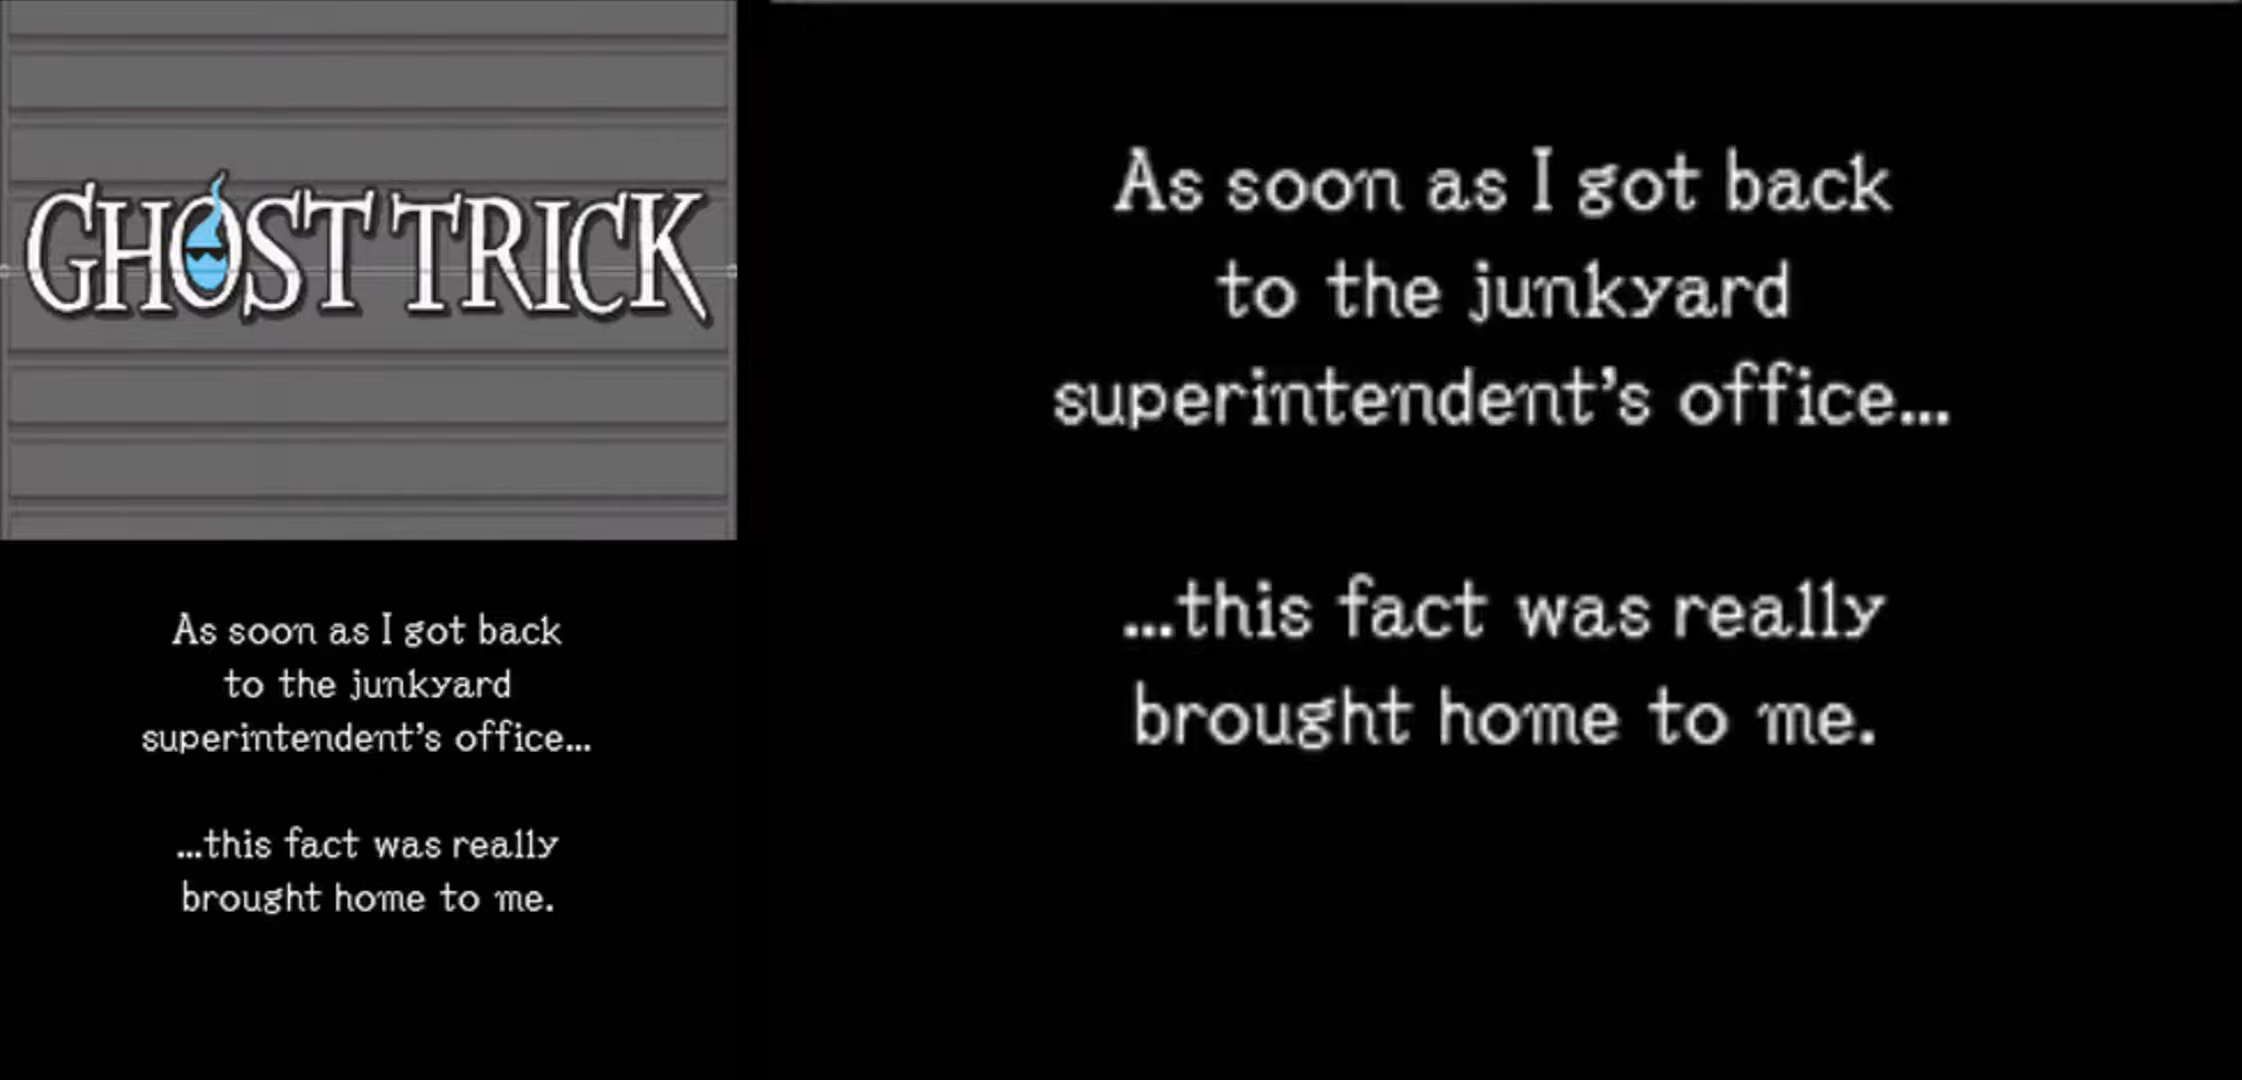 GHOST TRICK
As soon as I got back
to the junkyard
superintendent's office...
...this fact was really
brought home to me.
As soon as I got back
to the junkyard
superintendent's office...
...this fact was really
brought home to me.